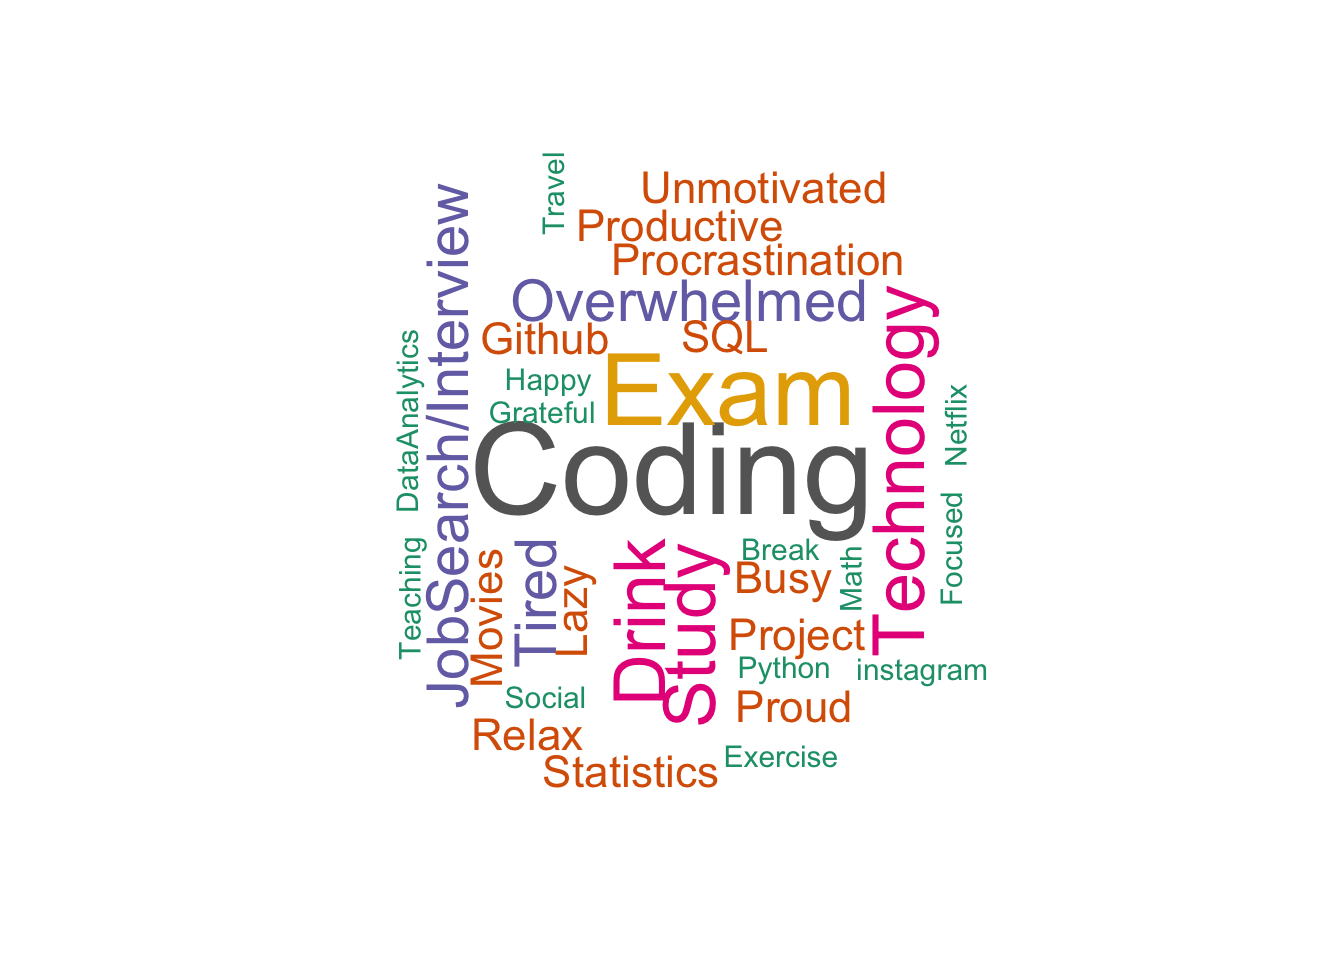 Travel
Unmotivated
Productive
Procrastination
JobSearch/Interview
Overwhelmed
Technology
Github
SQL
DataAnalytics
Exam
Happy
Netflix
Grateful
Coding
Focused
Teaching
Movies
Tired
Lazy
Drink
Study
Break
Math
Busy
Project
Python
instagram
Social
Proud
Relax
Exercise
Statistics